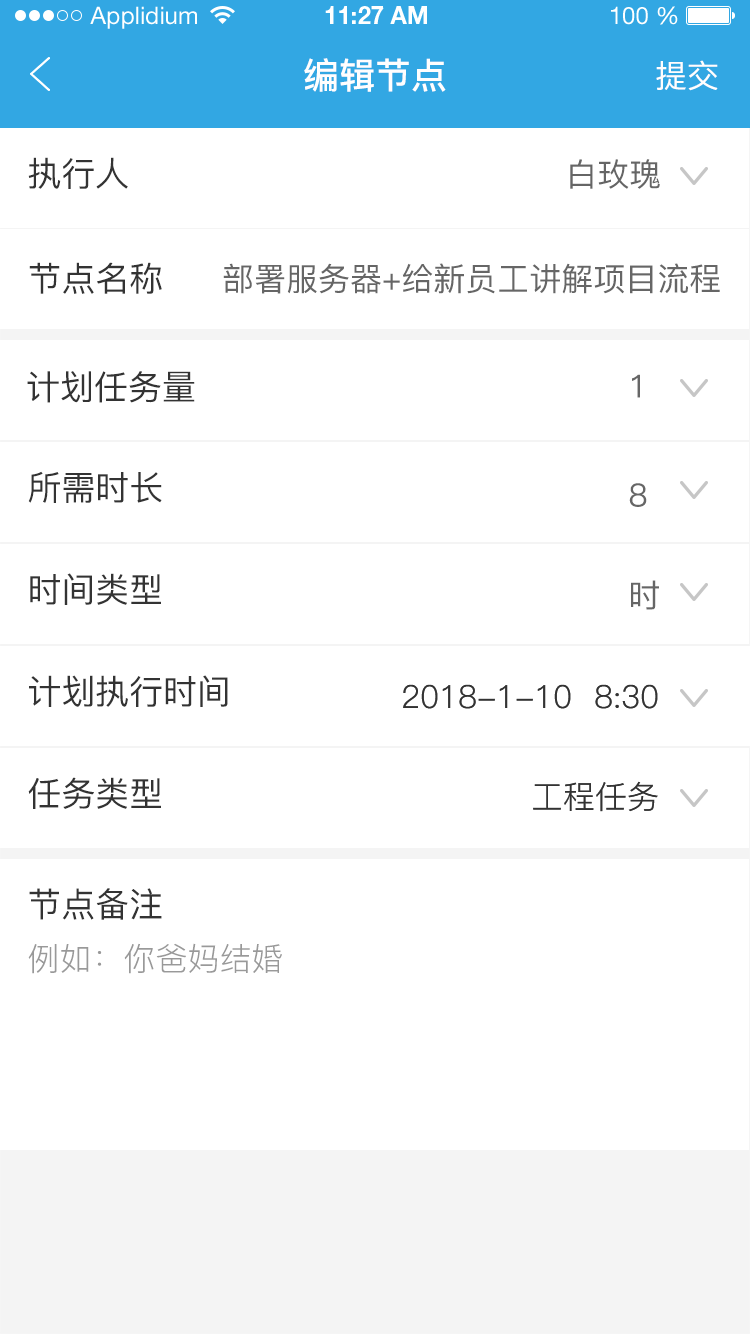 Applidium 11:27 AM 100 %
编辑节点 提交
执行人 白玫瑰
节点名称 部署服务器+给新员工讲解项目流程
计划任务量 1
所需时长 8
时间类型 时
计划执行时间 2018-1-10 8:30
任务类型 工程任务
节点备注
例如：你爸妈结婚